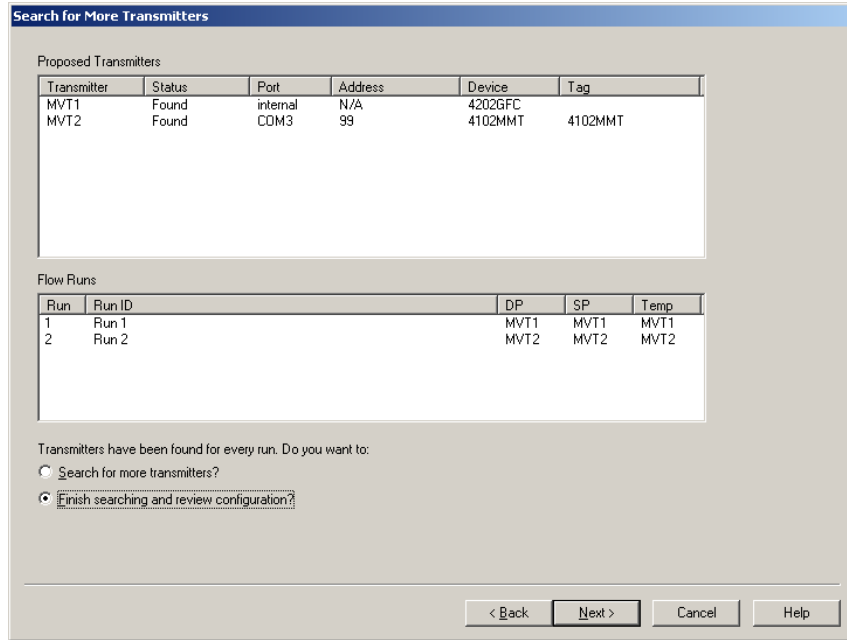 Search for More Transmitters
Proposed Transmitters
Transmitter Status Port Address Device Tag
MVT1 Found internal N/A 4202GFC
MVT2 Found COM3 99 4102MMT 4102MMT
Flow Runs
Run Run ID DP SP Temp
1 Run 1 MVT1 MVT1 MVT1
2 Run 2 MVT2 MVT2 MVT2
Transmitters have been found for every run. Do you want to:
Search for more transmitters?
Finish searching and review configuration?
< Back Next > Cancel Help